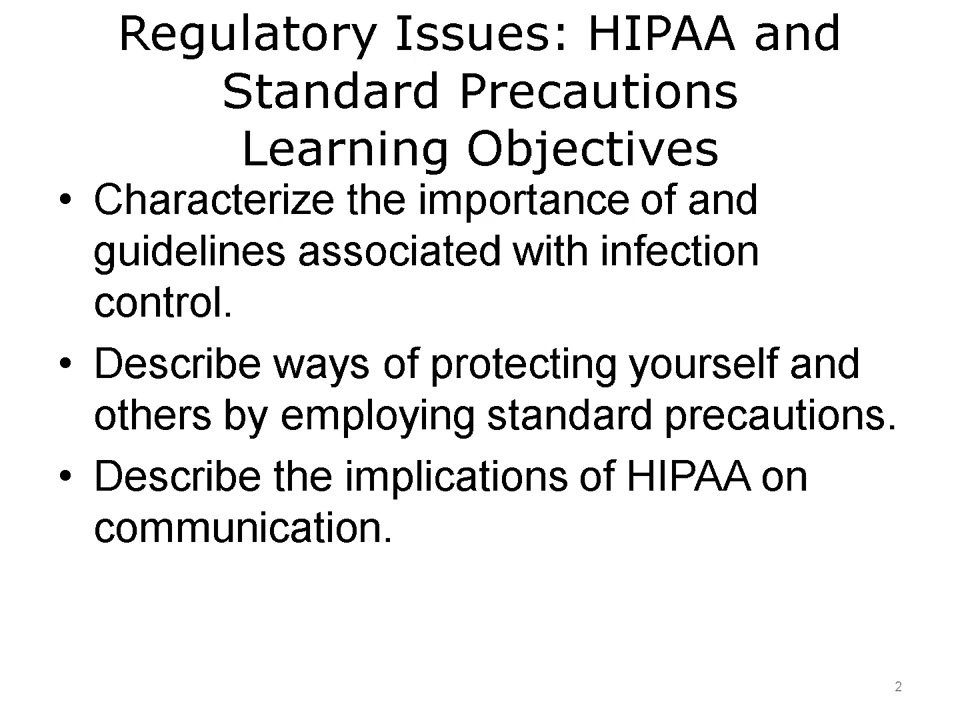 Regulatory Issues: HIPAA and
Standard Precautions
Learning Objectives
• Characterize the importance of and
guidelines associated with infection
control.
• Describe ways of protecting yourself and
others by employing standard precautions.
• Describe the implications of HIPAA on
communication.
2